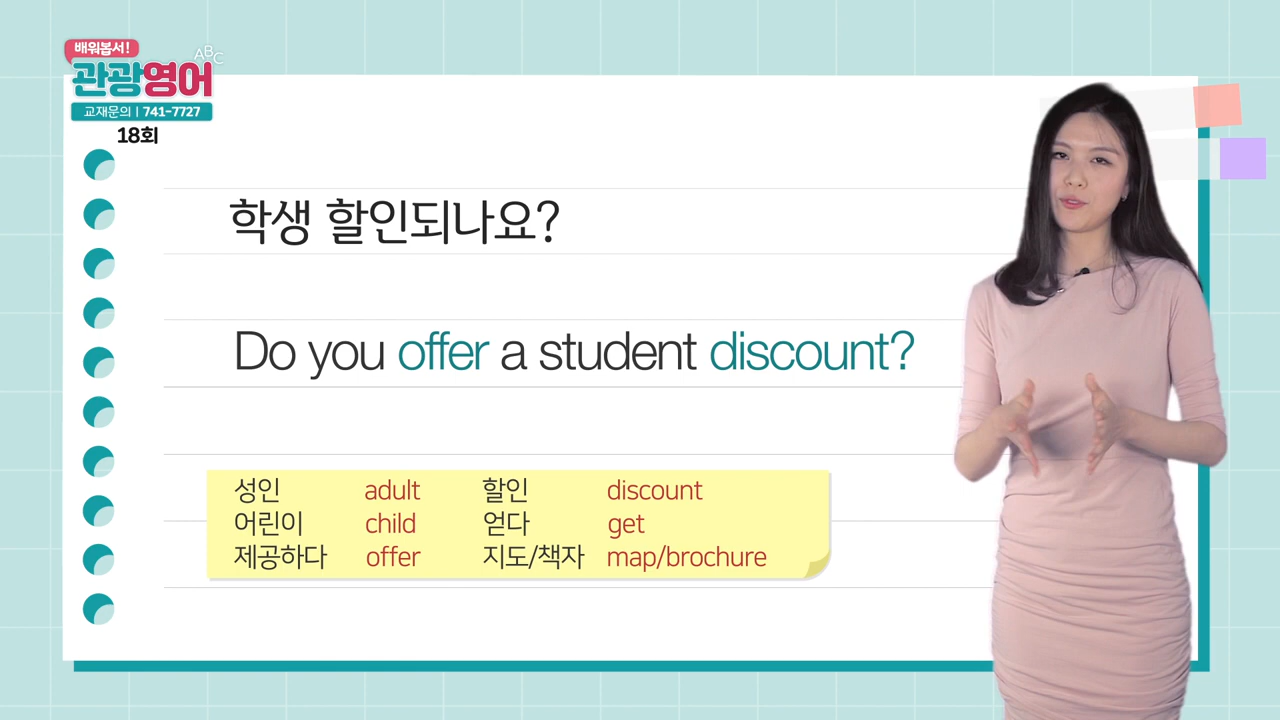 배워봅서!
ABC
관광영어
교재문의 | 741-7727
18회
학생 할인되나요?
Do you offer a student discount?
성인 adult 할인 discount
어린이 child 얻다 get
제공하다 offer 지도/책자 map/brochure